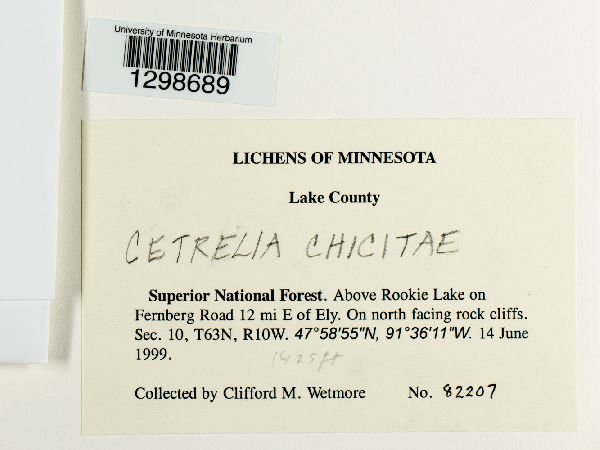 University of Minnesota Herbarium
1298689
LICHENS OF MINNESOTA
Lake County
CETRELIA CHICITAE
Superior National Forest. Above Rookie Lake on
Fernberg Road 12 mi E of Ely. On north facing rock cliffs.
Sec. 10, T63N, R10W. 47°58'55"N, 91°36'11"W. 14 June
1999.
1425ft
Collected by Clifford M. Wetmore No. 82207